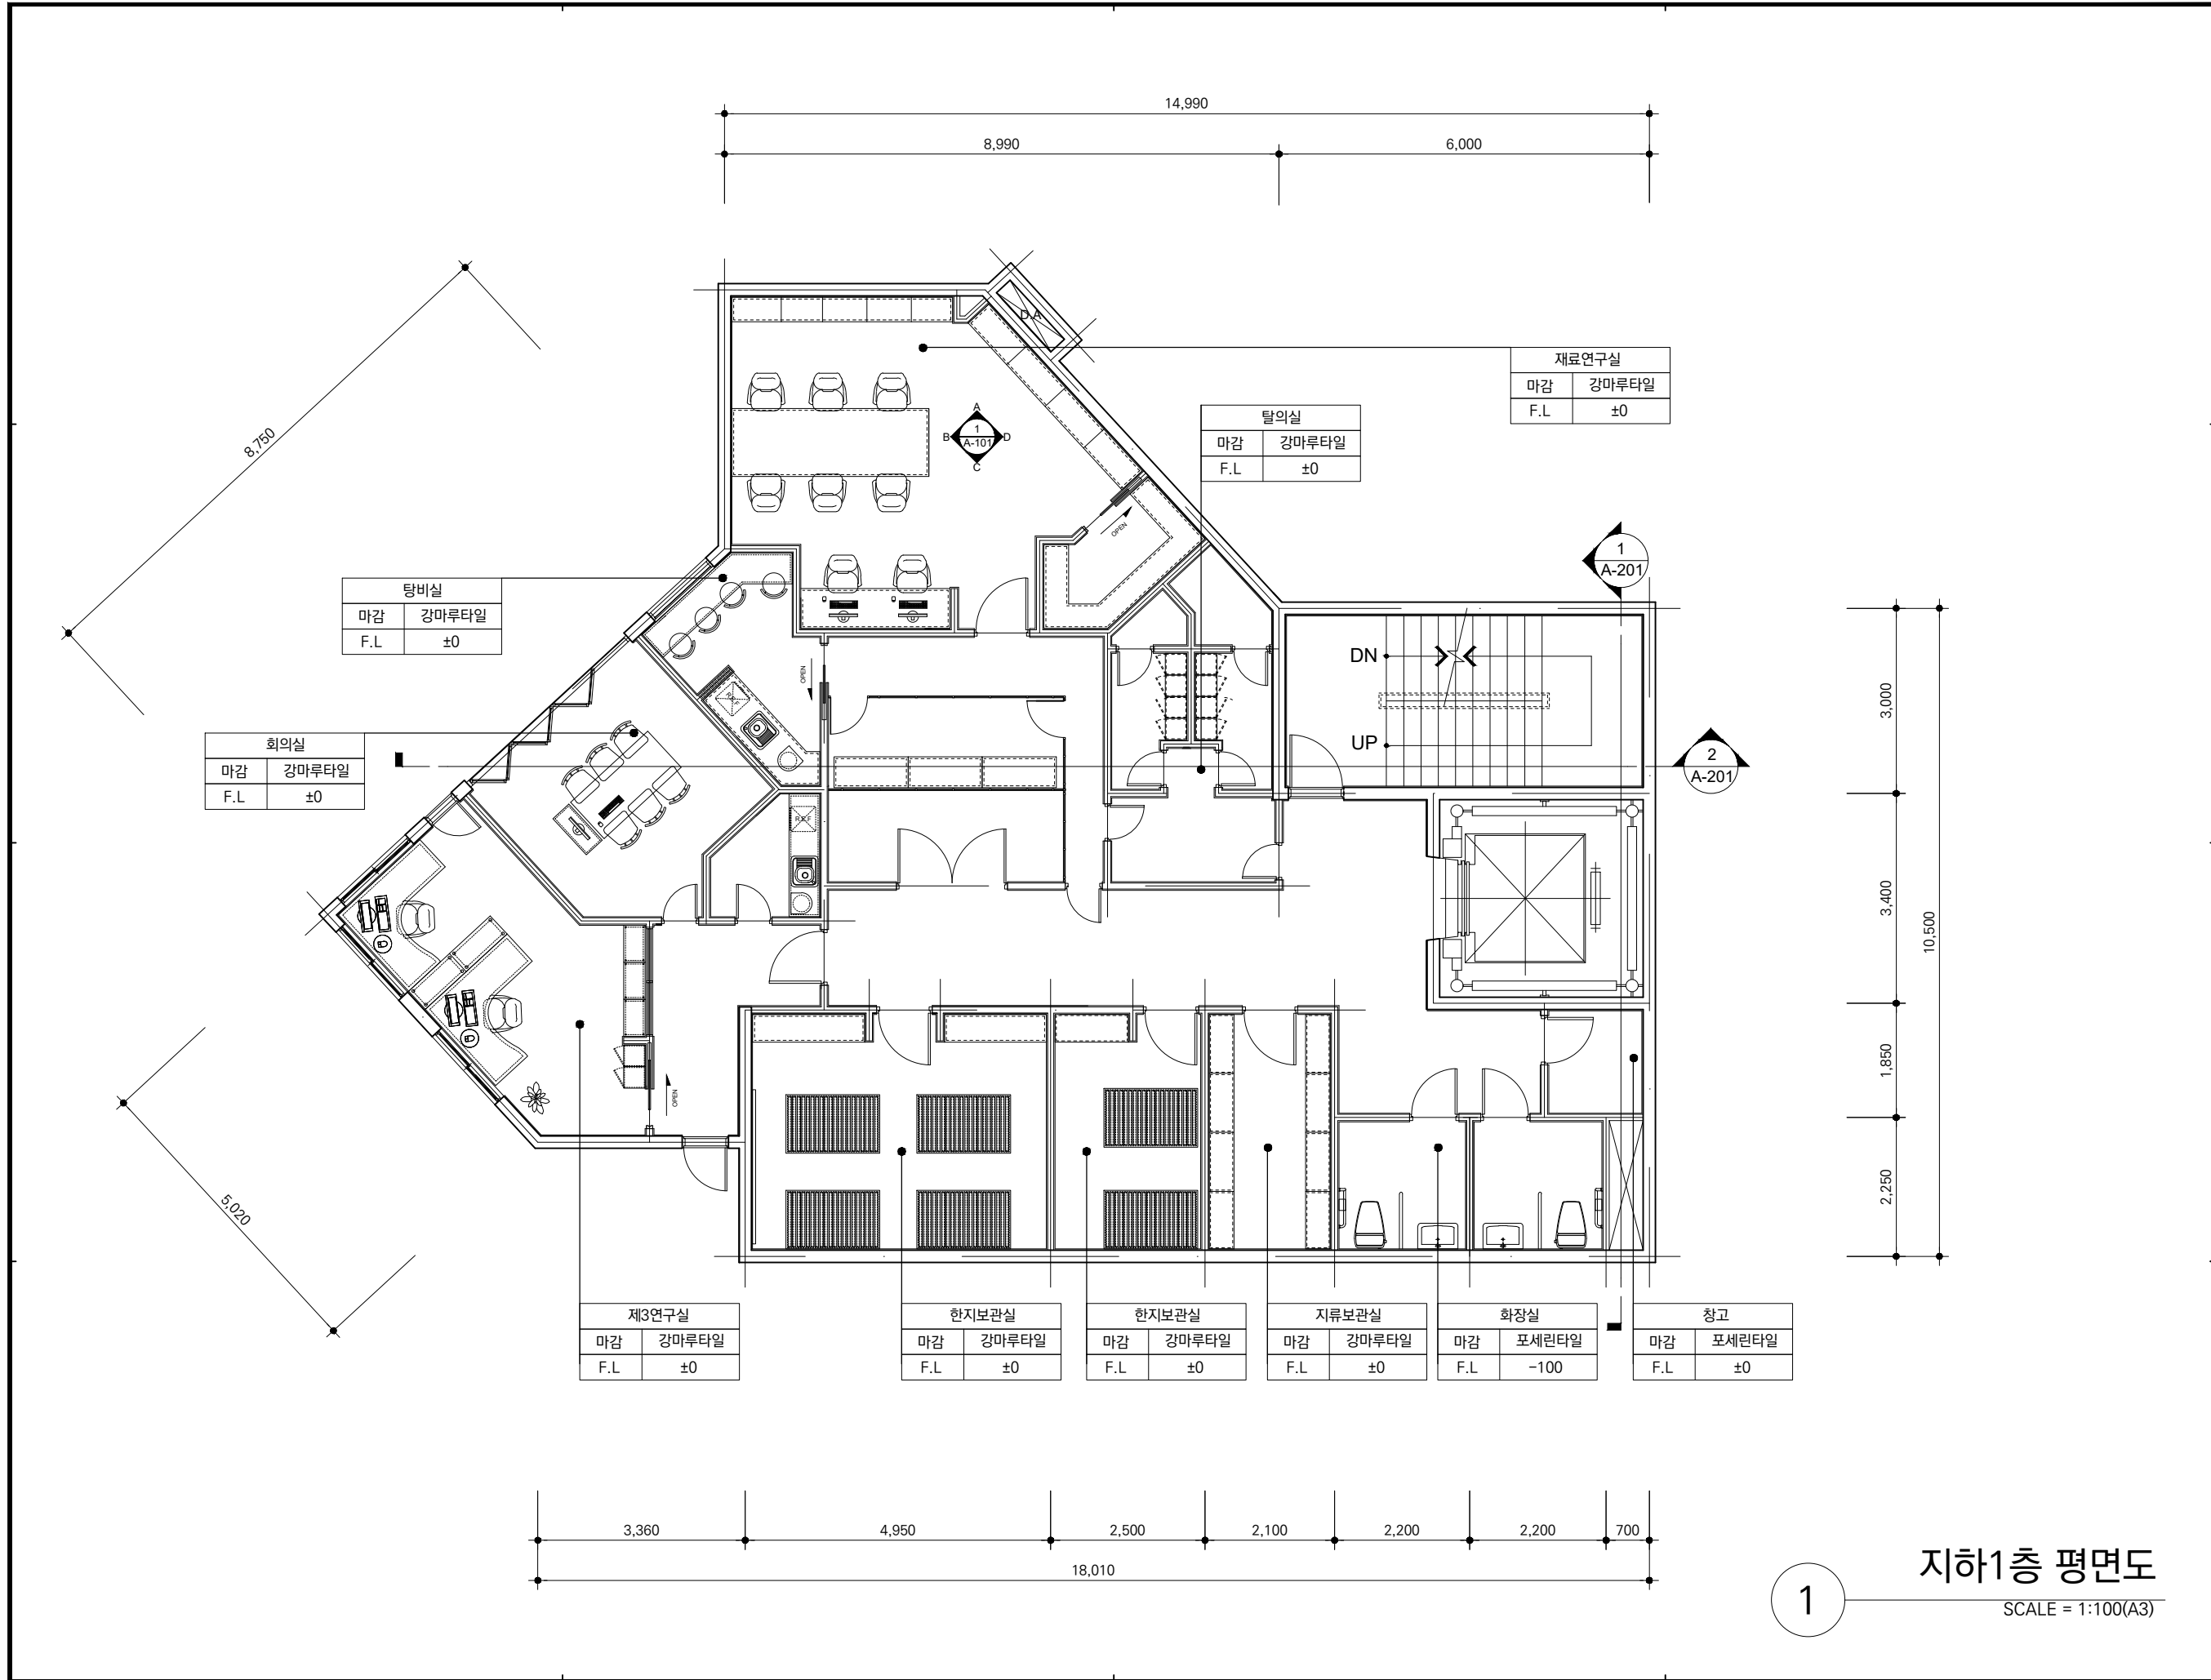 14,990
8,990
6,000
8,750
D.A
재료연구실
마감 강마루타일
F.L ±0
탈의실
마감 강마루타일
F.L ±0
A
B 1 D
A-101
C
OPEN
1
A-201
탕비실
마감 강마루타일
F.L ±0
OPEN
R.E.F
DN
UP
3,000
회의실
마감 강마루타일
F.L ±0
2
A-201
R.E.F
3,400
10,500
1,850
OPEN
2,250
5,020
제3연구실
마감 강마루타일
F.L ±0
한지보관실
마감 강마루타일
F.L ±0
한지보관실
마감 강마루타일
F.L ±0
지류보관실
마감 강마루타일
F.L ±0
화장실
마감 포세린타일
F.L -100
창고
마감 포세린타일
F.L ±0
3,360
4,950
2,500
2,100
2,200
2,200
700
18,010
1
지하1층 평면도
SCALE = 1:100(A3)